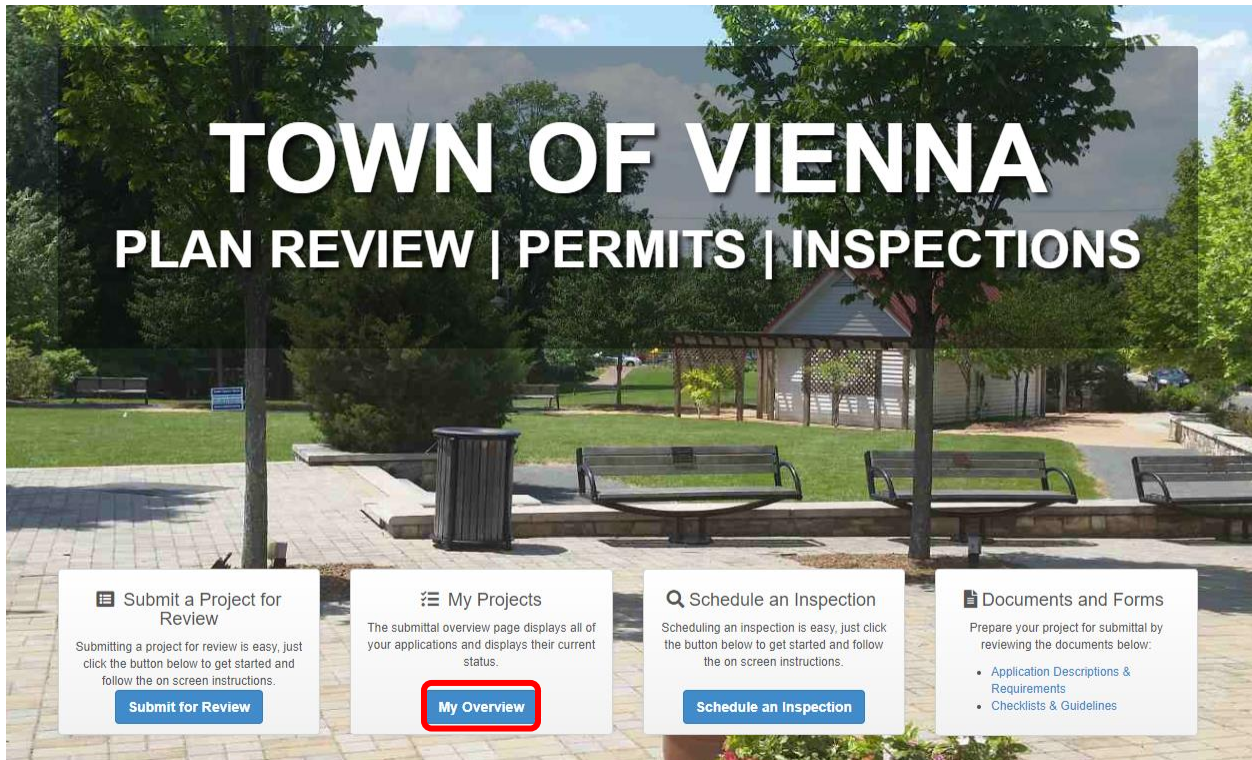 TOWN OF VIENNA
PLAN REVIEW | PERMITS | INSPECTIONS
Submit a Project for
Review
Submitting a project for review is easy, just
click the button below to get started and
follow the on screen instructions.
Submit for Review
My Projects
The submittal overview page displays all of
your applications and displays their current
status.
My Overview
Schedule an Inspection
Scheduling an inspection is easy, just click
the button below to get started and follow
the on screen instructions.
Schedule an Inspection
Documents and Forms
Prepare your project for submittal by
reviewing the documents below:
• Application Descriptions &
Requirements
• Checklists & Guidelines